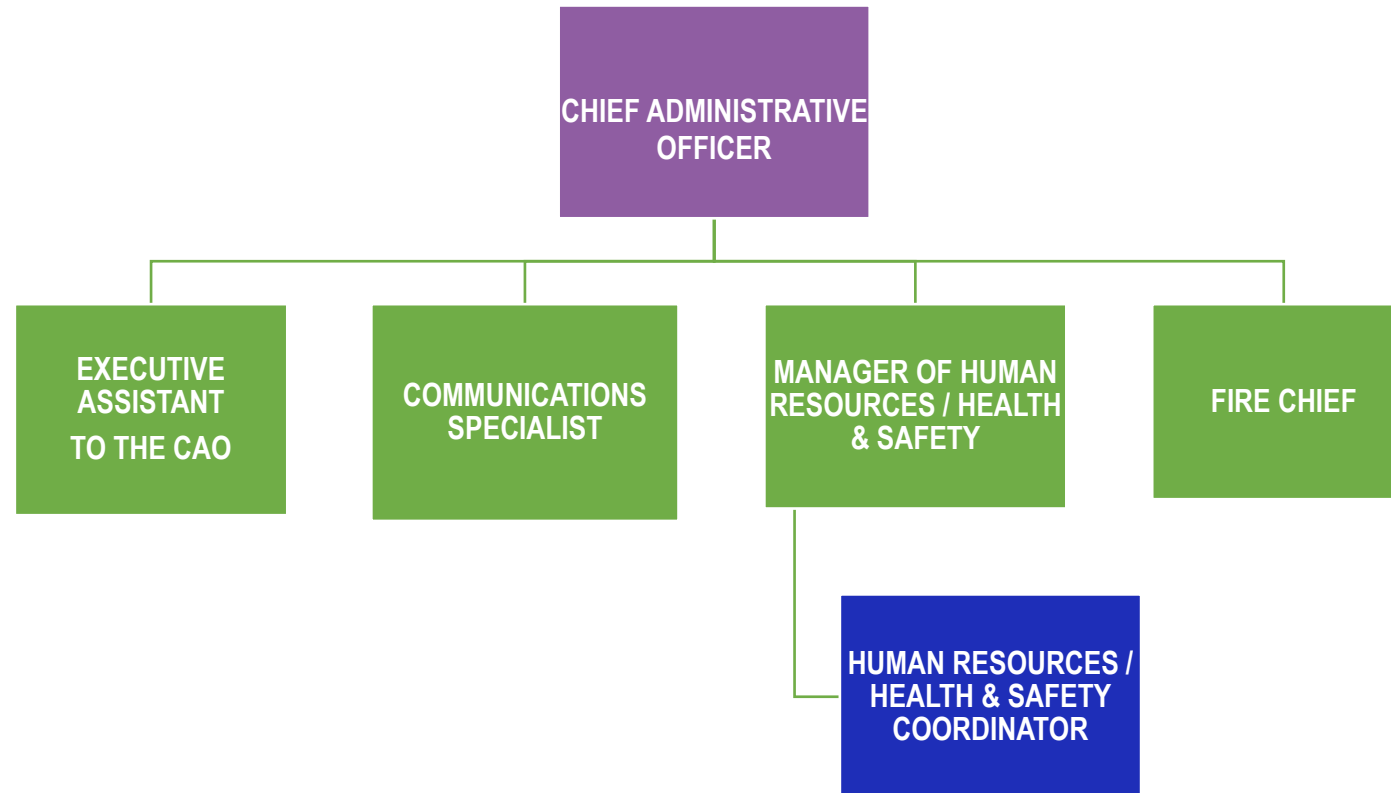 CHIEF ADMINISTRATIVE
OFFICER
EXECUTIVE
ASSISTANT
TO THE CAO
COMMUNICATIONS
SPECIALIST
MANAGER OF HUMAN
RESOURCES / HEALTH
& SAFETY
FIRE CHIEF
HUMAN RESOURCES /
HEALTH & SAFETY
COORDINATOR